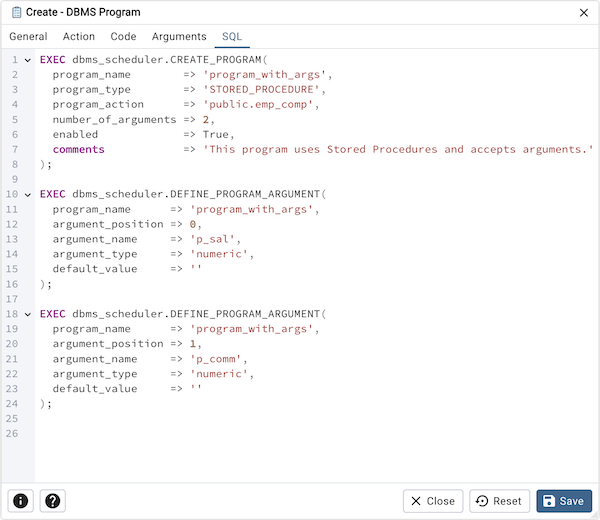 Create - DBMS Program
General Action Code Arguments SQL
1 EXEC dbms_scheduler.CREATE_PROGRAM(
2   program_name        => 'program_with_args',
3   program_type        => 'STORED_PROCEDURE',
4   program_action      => 'public.emp_comp',
5   number_of_arguments => 2,
6   enabled             => True,
7   comments            => 'This program uses Stored Procedures and accepts arguments.'
8 );
9
10 EXEC dbms_scheduler.DEFINE_PROGRAM_ARGUMENT(
11   program_name      => 'program_with_args',
12   argument_position => 0,
13   argument_name     => 'p_sal',
14   argument_type     => 'numeric',
15   default_value     => ''
16 );
17
18 EXEC dbms_scheduler.DEFINE_PROGRAM_ARGUMENT(
19   program_name      => 'program_with_args',
20   argument_position => 1,
21   argument_name     => 'p_comm',
22   argument_type     => 'numeric',
23   default_value     => ''
24 );
25
26
Close Reset Save